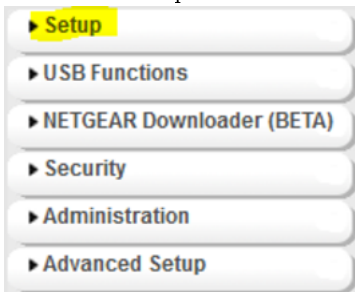 Setup
USB Functions
NETGEAR Downloader (BETA)
Security
Administration
Advanced Setup